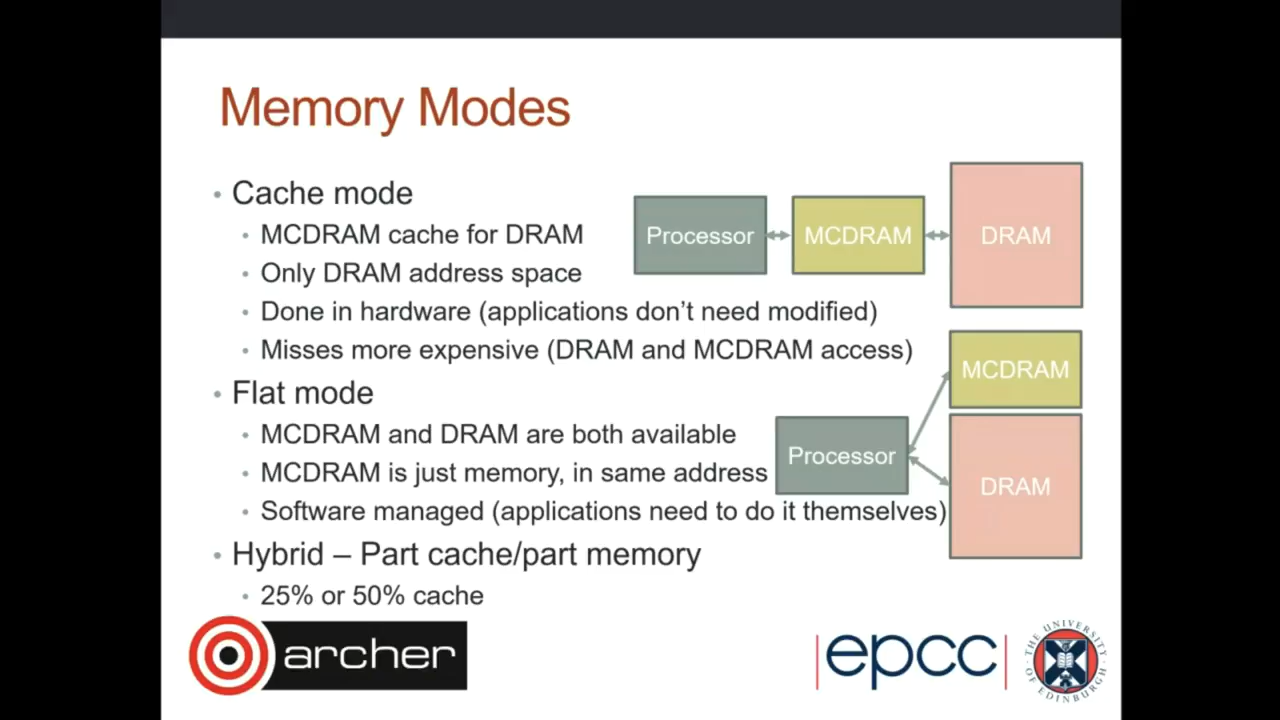 Memory Modes
• Cache mode
• MCDRAM cache for DRAM
• Only DRAM address space
• Done in hardware (applications don’t need modified)
• Misses more expensive (DRAM and MCDRAM access)
Processor
MCDRAM
DRAM
• Flat mode
• MCDRAM and DRAM are both available
• MCDRAM is just memory, in same address
• Software managed (applications need to do it themselves)
Processor
MCDRAM
DRAM
• Hybrid – Part cache/part memory
• 25% or 50% cache
archer
epcc
THE UNIVERSITY
OF EDINBURGH